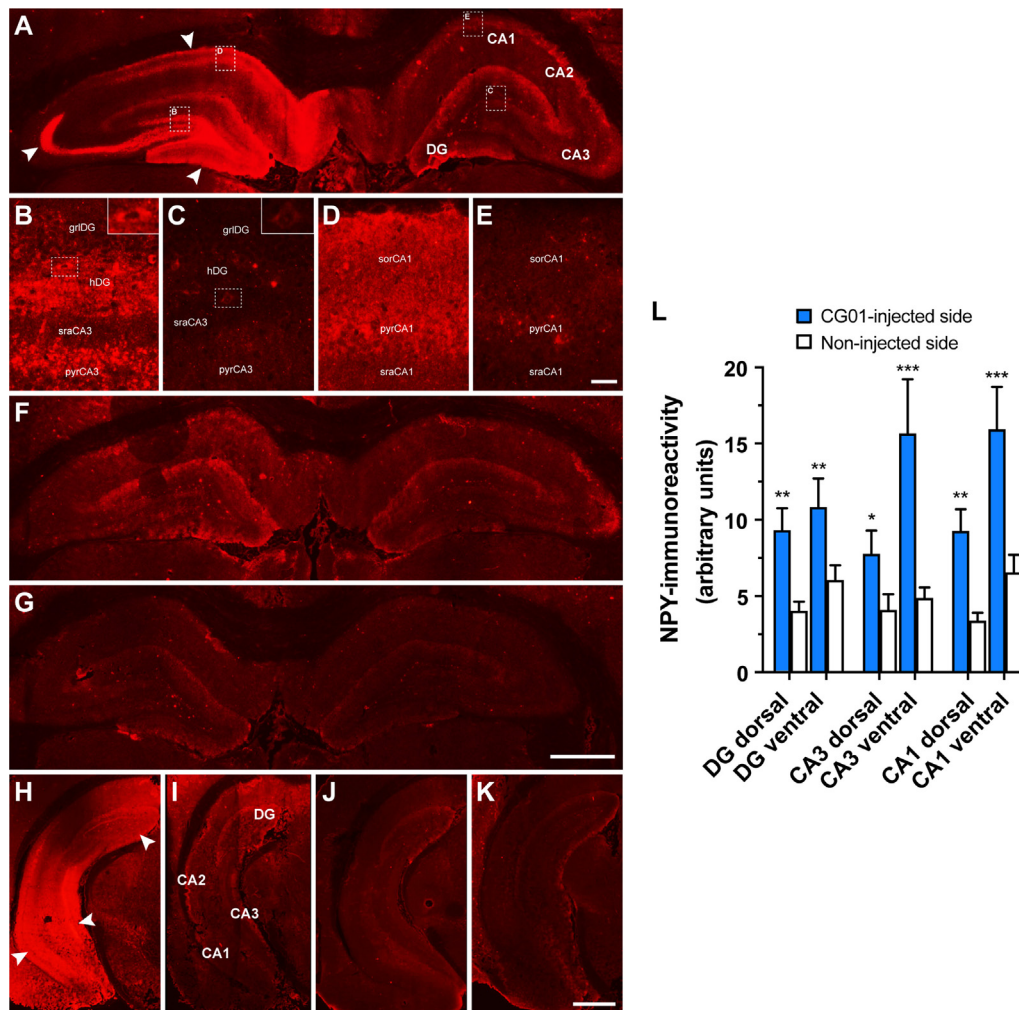 A
E
CA1
D
CA2
C
B
DG
CA3
B
grlDG
hDG
sraCA3
pyrCA3
C
grlDG
hDG
sraCA3
pyrCA3
D
sorCA1
pyrCA1
sraCA1
E
sorCA1
pyrCA1
sraCA1
F
G
H
I
DG
CA2
CA3
CA1
J
K
L
CG01-injected side
Non-injected side
NPY-immunoreactivity
(arbitrary units)
20
15
10
5
0
**
**
*
***
**
***
DG dorsal
DG ventral
CA3 dorsal
CA3 ventral
CA1 dorsal
CA1 ventral